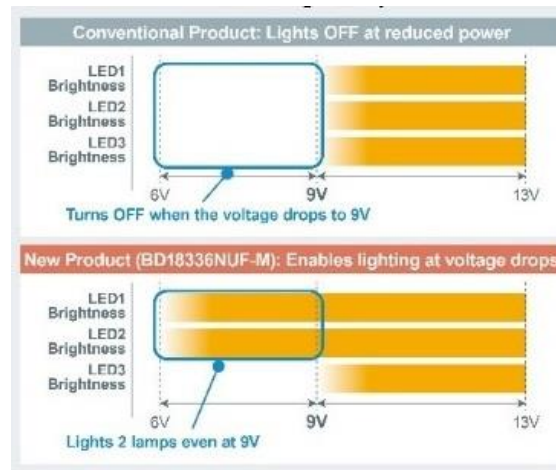 Conventional Product: Lights OFF at reduced power
LED1
Brightness
LED2
Brightness
LED3
Brightness
6V
9V
13V
Turns OFF when the voltage drops to 9V
New Product (BD18336NUF-M): Enables lighting at voltage drops
LED1
Brightness
LED2
Brightness
LED3
Brightness
6V
9V
13V
Lights 2 lamps even at 9V